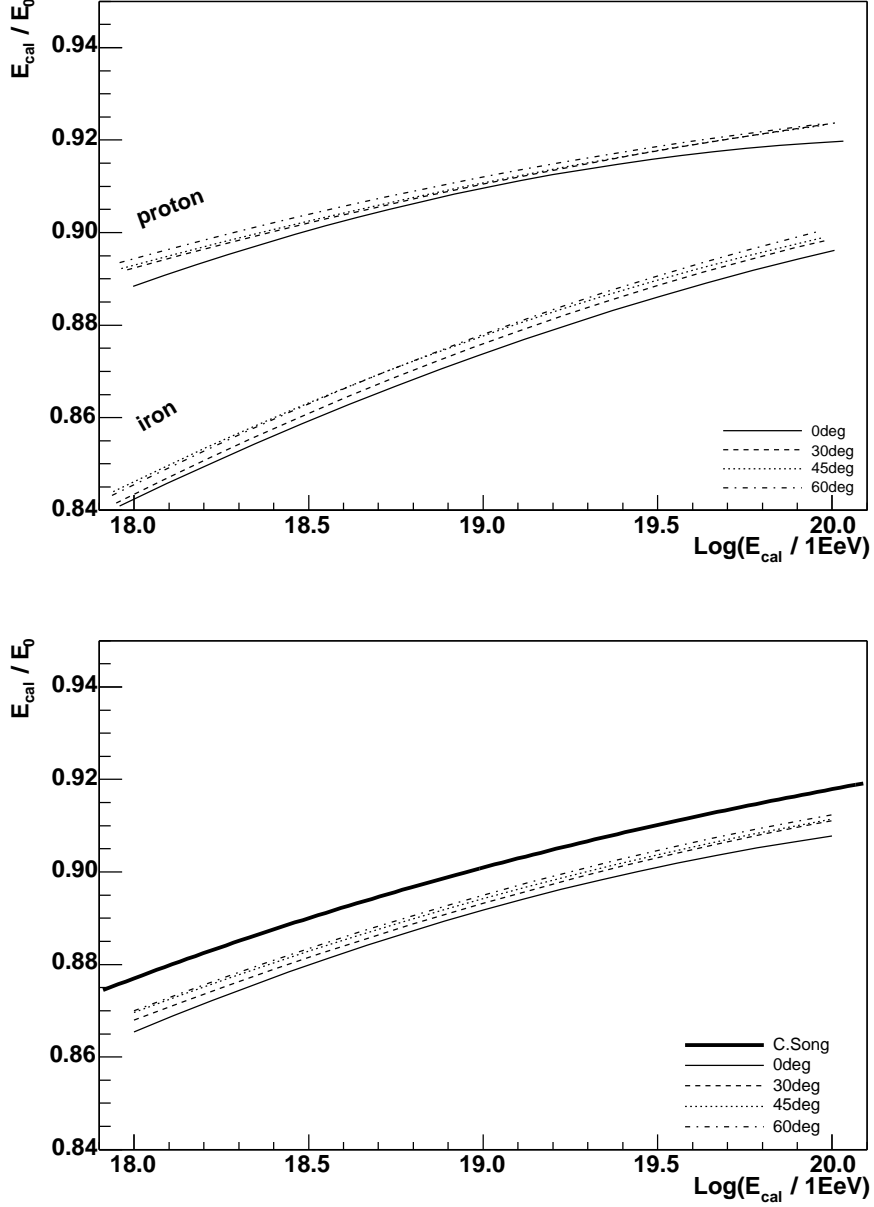 E_cal / E_0
0.94
0.92
0.90
0.88
0.86
0.84
proton
iron
0deg
30deg
45deg
60deg
18.0 18.5 19.0 19.5 20.0
Log(E_cal / 1EeV)
E_cal / E_0
0.94
0.92
0.90
0.88
0.86
0.84
C.Song
0deg
30deg
45deg
60deg
18.0 18.5 19.0 19.5 20.0
Log(E_cal / 1EeV)